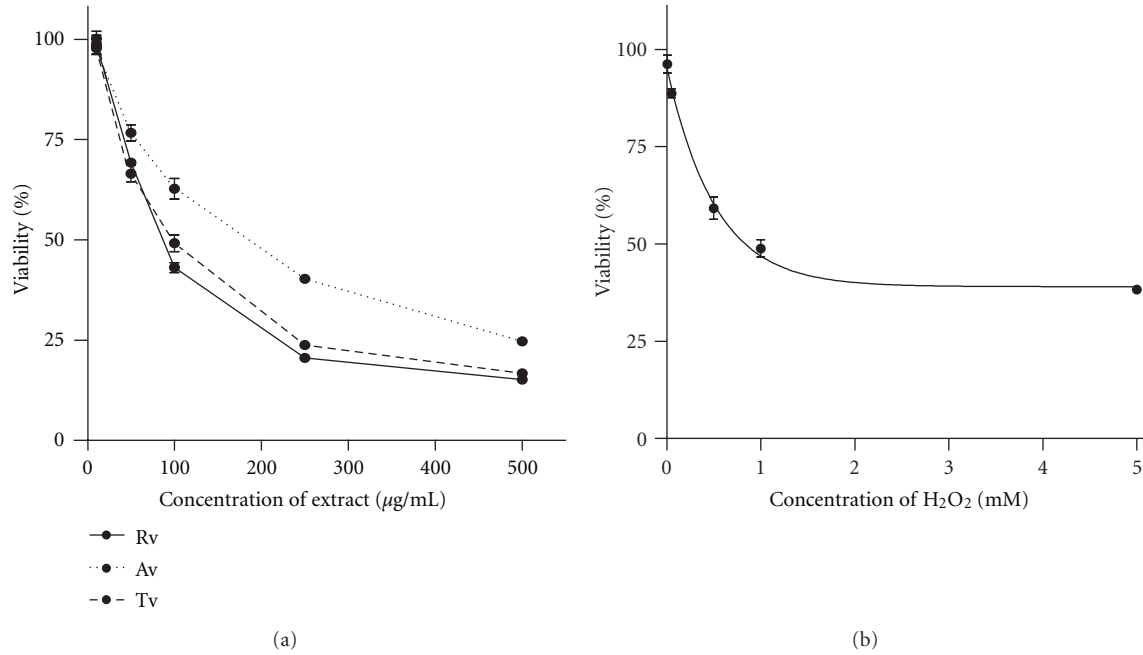 100
75
50
25
0
Viability (%)
0 100 200 300 400 500
Concentration of extract (μg/mL)
Rv
Av
Tv
(a)
100
75
50
25
0
Viability (%)
0 1 2 3 4 5
Concentration of H₂O₂ (mM)
(b)